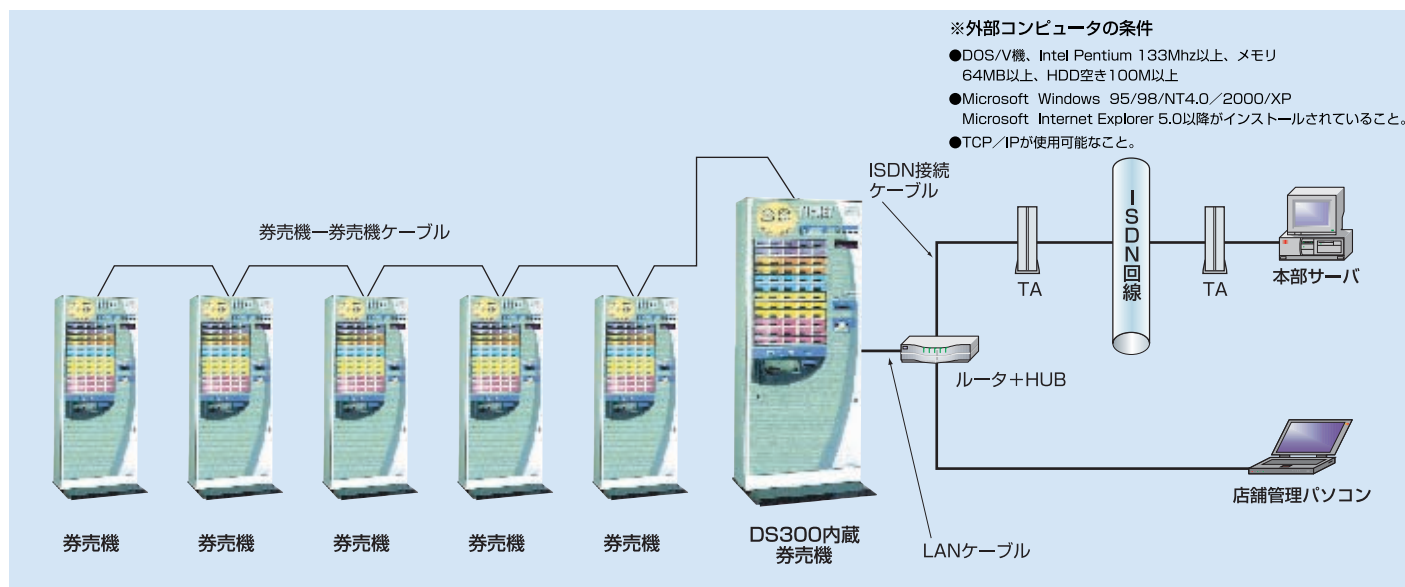 ※外部コンピュータの条件
●DOS/V機、Intel Pentium 133Mhz以上、メモリ
64MB以上、HDD空き100M以上
●Microsoft Windows 95/98/NT4.0／2000/XP
Microsoft Internet Explorer 5.0以降がインストールされていること。
●TCP／IPが使用可能なこと。
ISDN接続
ケーブル
券売機ー券売機ケーブル
ISDN回線
TA
TA
本部サーバ
ルータ＋HUB
店舗管理パソコン
LANケーブル
券売機
券売機
券売機
券売機
券売機
DS300内蔵
券売機